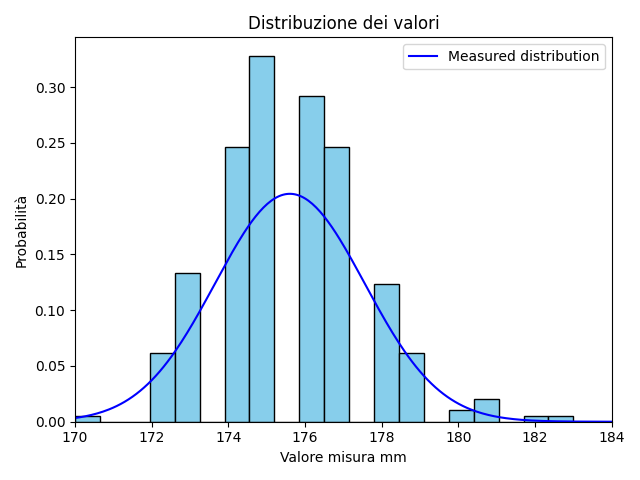 Distribuzione dei valori
Measured distribution
Probabilità
0.30
0.25
0.20
0.15
0.10
0.05
0.00
170 172 174 176 178 180 182 184
Valore misura mm